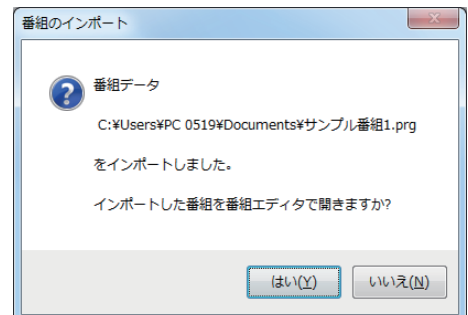 番組のインポート
番組データ
C:¥Users¥PC 0519¥Documents¥サンプル番組1.prg
をインポートしました。
インポートした番組を番組エディタで開きますか?
はい(Y)
いいえ(N)